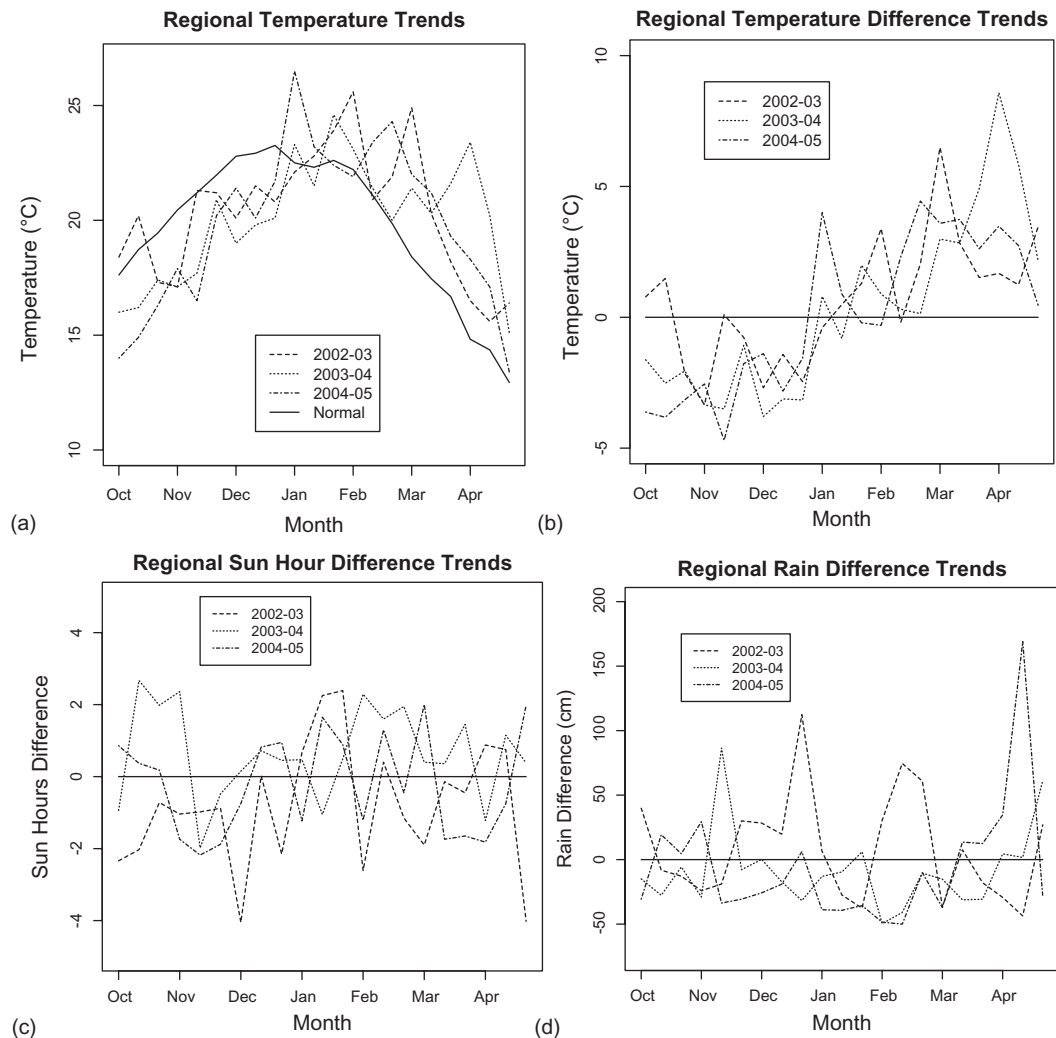 Regional Temperature Trends
Temperature (°C)
25
20
15
10
2002-03
2003-04
2004-05
Normal
Oct Nov Dec Jan Feb Mar Apr
Month
(a)
Regional Temperature Difference Trends
Temperature (°C)
10
5
0
-5
2002-03
2003-04
2004-05
Oct Nov Dec Jan Feb Mar Apr
Month
(b)
Regional Sun Hour Difference Trends
Sun Hours Difference
4
2
0
-2
-4
2002-03
2003-04
2004-05
Oct Nov Dec Jan Feb Mar Apr
Month
(c)
Regional Rain Difference Trends
Rain Difference (cm)
200
150
100
50
0
-50
2002-03
2003-04
2004-05
Oct Nov Dec Jan Feb Mar Apr
Month
(d)